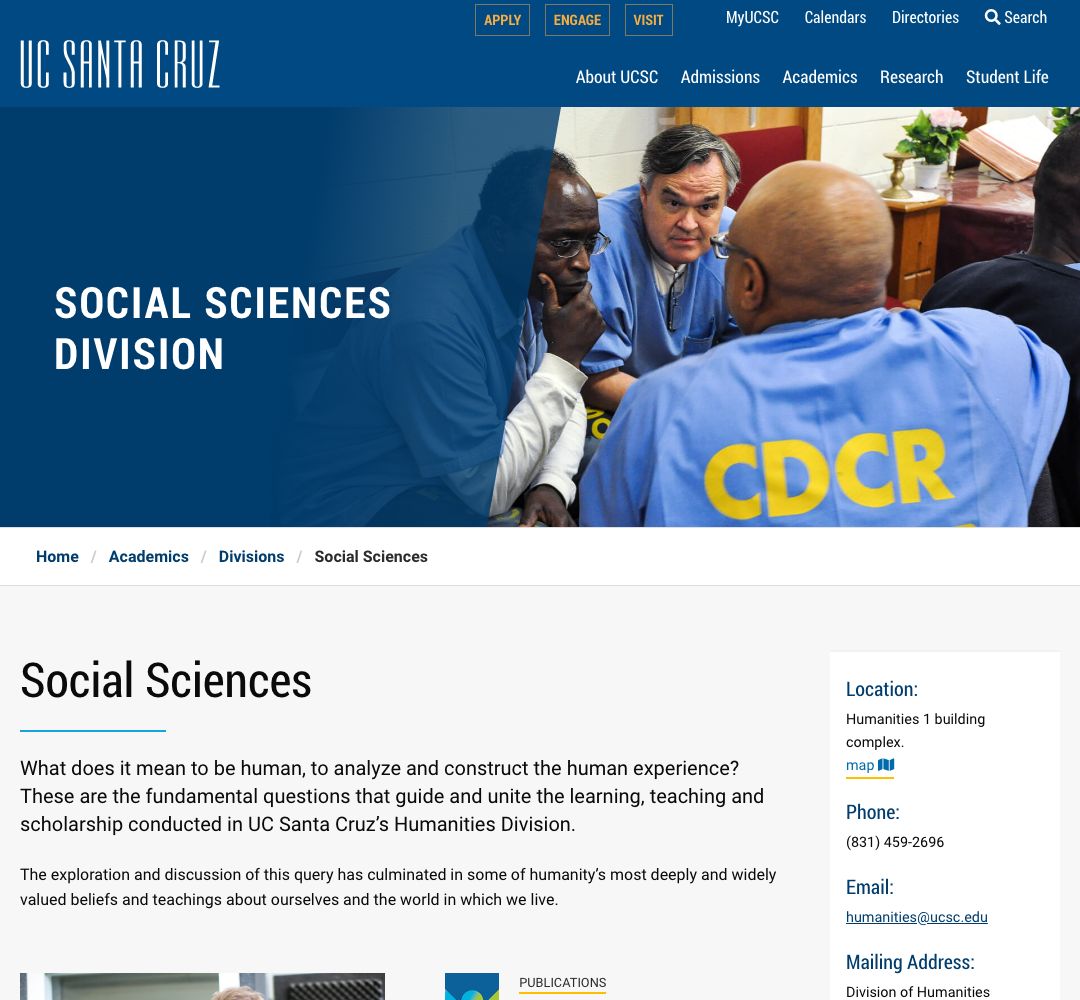 APPLY
ENGAGE
VISIT
MyUCSC
Calendars
Directories
Search
UC SANTA CRUZ
About UCSC
Admissions
Academics
Research
Student Life
SOCIAL SCIENCES
DIVISION
CDCR
Home / Academics / Divisions / Social Sciences
Social Sciences
What does it mean to be human, to analyze and construct the human experience?
These are the fundamental questions that guide and unite the learning, teaching and
scholarship conducted in UC Santa Cruz’s Humanities Division.
The exploration and discussion of this query has culminated in some of humanity’s most deeply and widely
valued beliefs and teachings about ourselves and the world in which we live.
PUBLICATIONS
Location:
Humanities 1 building
complex.
map
Phone:
(831) 459-2696
Email:
humanities@ucsc.edu
Mailing Address:
Division of Humanities